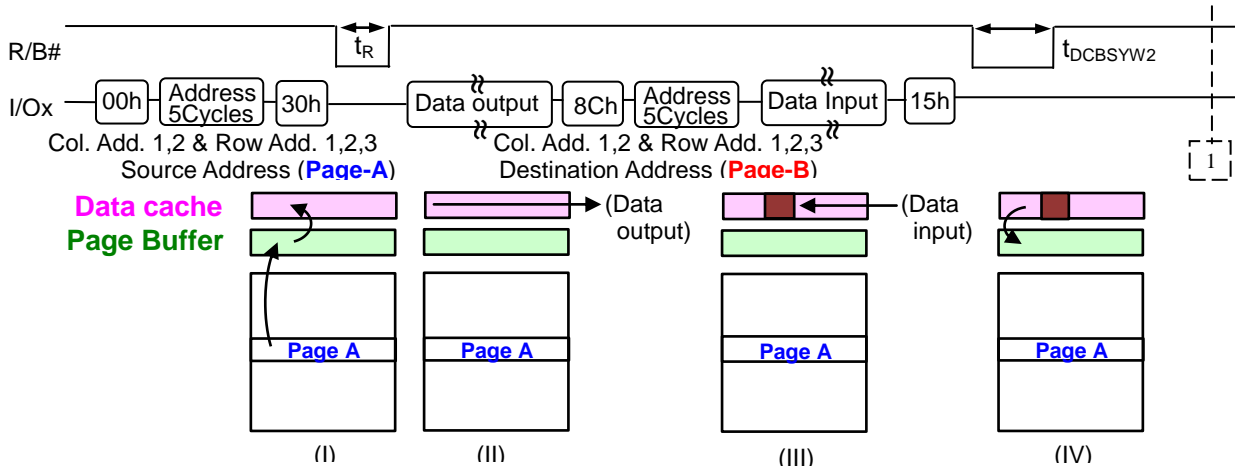 R/B#
tR
tDCBSYW2
I/Ox
00h
Address
5Cycles
30h
Data output
8Ch
Address
5Cycles
Data Input
15h
Col. Add. 1,2 & Row Add. 1,2,3
Source Address (Page-A)
Col. Add. 1,2 & Row Add. 1,2,3
Destination Address (Page-B)
1
Data cache
Page Buffer
(Data
output)
(Data
input)
Page A
Page A
Page A
Page A
(I)
(II)
(III)
(IV)